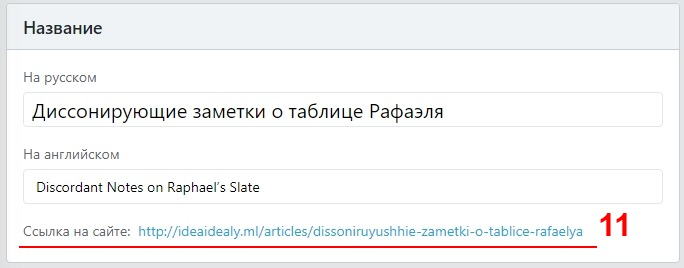 Название
На русском
Диссонирующие заметки о таблице Рафаэля
На английском
Discordant Notes on Raphael’s Slate
Ссылка на сайте: http://ideaidealy.ml/articles/dissoniruyushhie-zametki-o-tablice-rafaelya 11